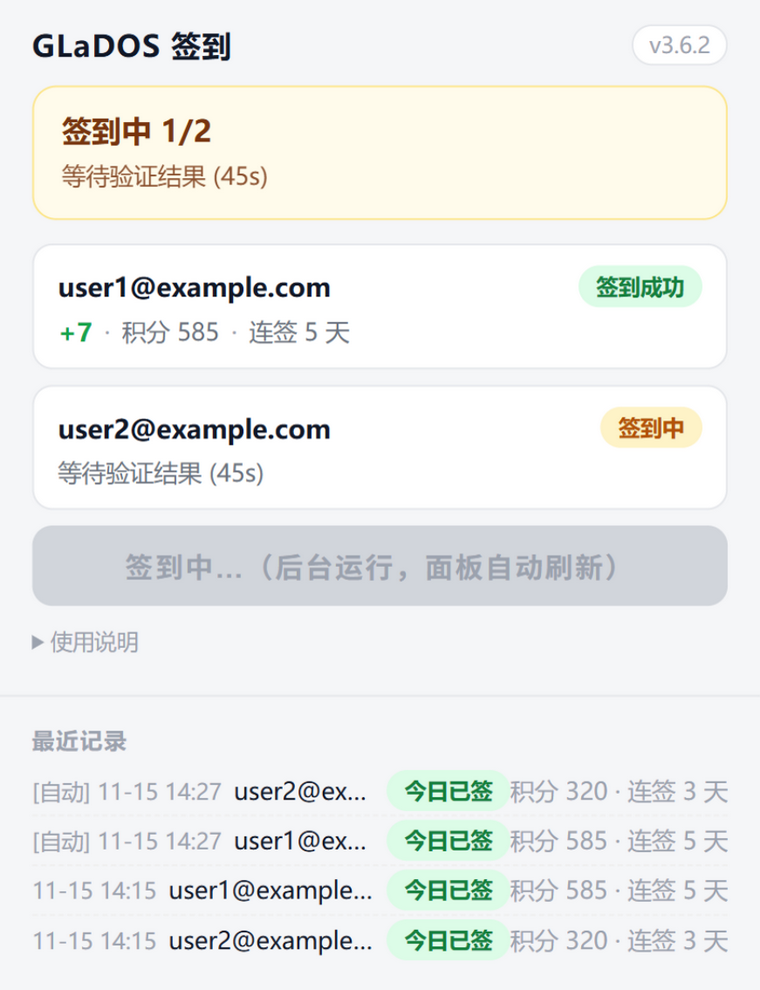 GLaDOS 签到 v3.6.2
签到中 1/2
等待验证结果 (45s)
user1@example.com 签到成功
+7 · 积分 585 · 连签 5 天
user2@example.com 签到中
等待验证结果 (45s)
签到中...（后台运行，面板自动刷新）
▶ 使用说明
最近记录
[自动] 11-15 14:27 user2@ex... 今日已签 积分 320 · 连签 3 天
[自动] 11-15 14:27 user1@ex... 今日已签 积分 585 · 连签 5 天
11-15 14:15 user1@example... 今日已签 积分 585 · 连签 5 天
11-15 14:15 user2@example... 今日已签 积分 320 · 连签 3 天